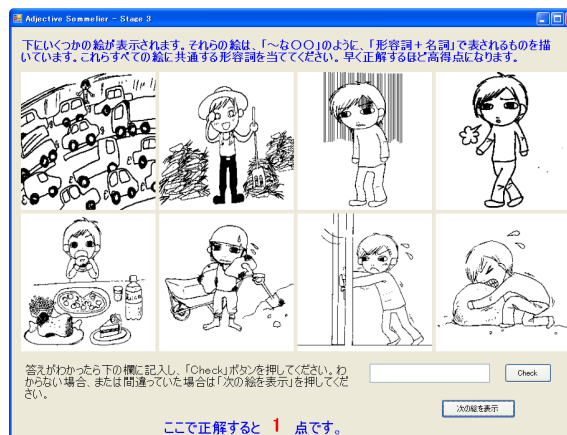 Adjective Sommelier - Stage 3
下にいくつかの絵が表示されます。それらの絵は、「～な〇〇」のように、「形容詞＋名詞」で表されるものを描
いています。これらすべての絵に共通する形容詞を当ててください。早く正解するほど高得点になります。
答えがわかったら下の欄に記入し、「Check」ボタンを押してください。わ
からない場合、または間違っていた場合は「次の絵を表示」を押してくだ
さい。
Check
次の絵を表示
ここで正解すると 1 点です。